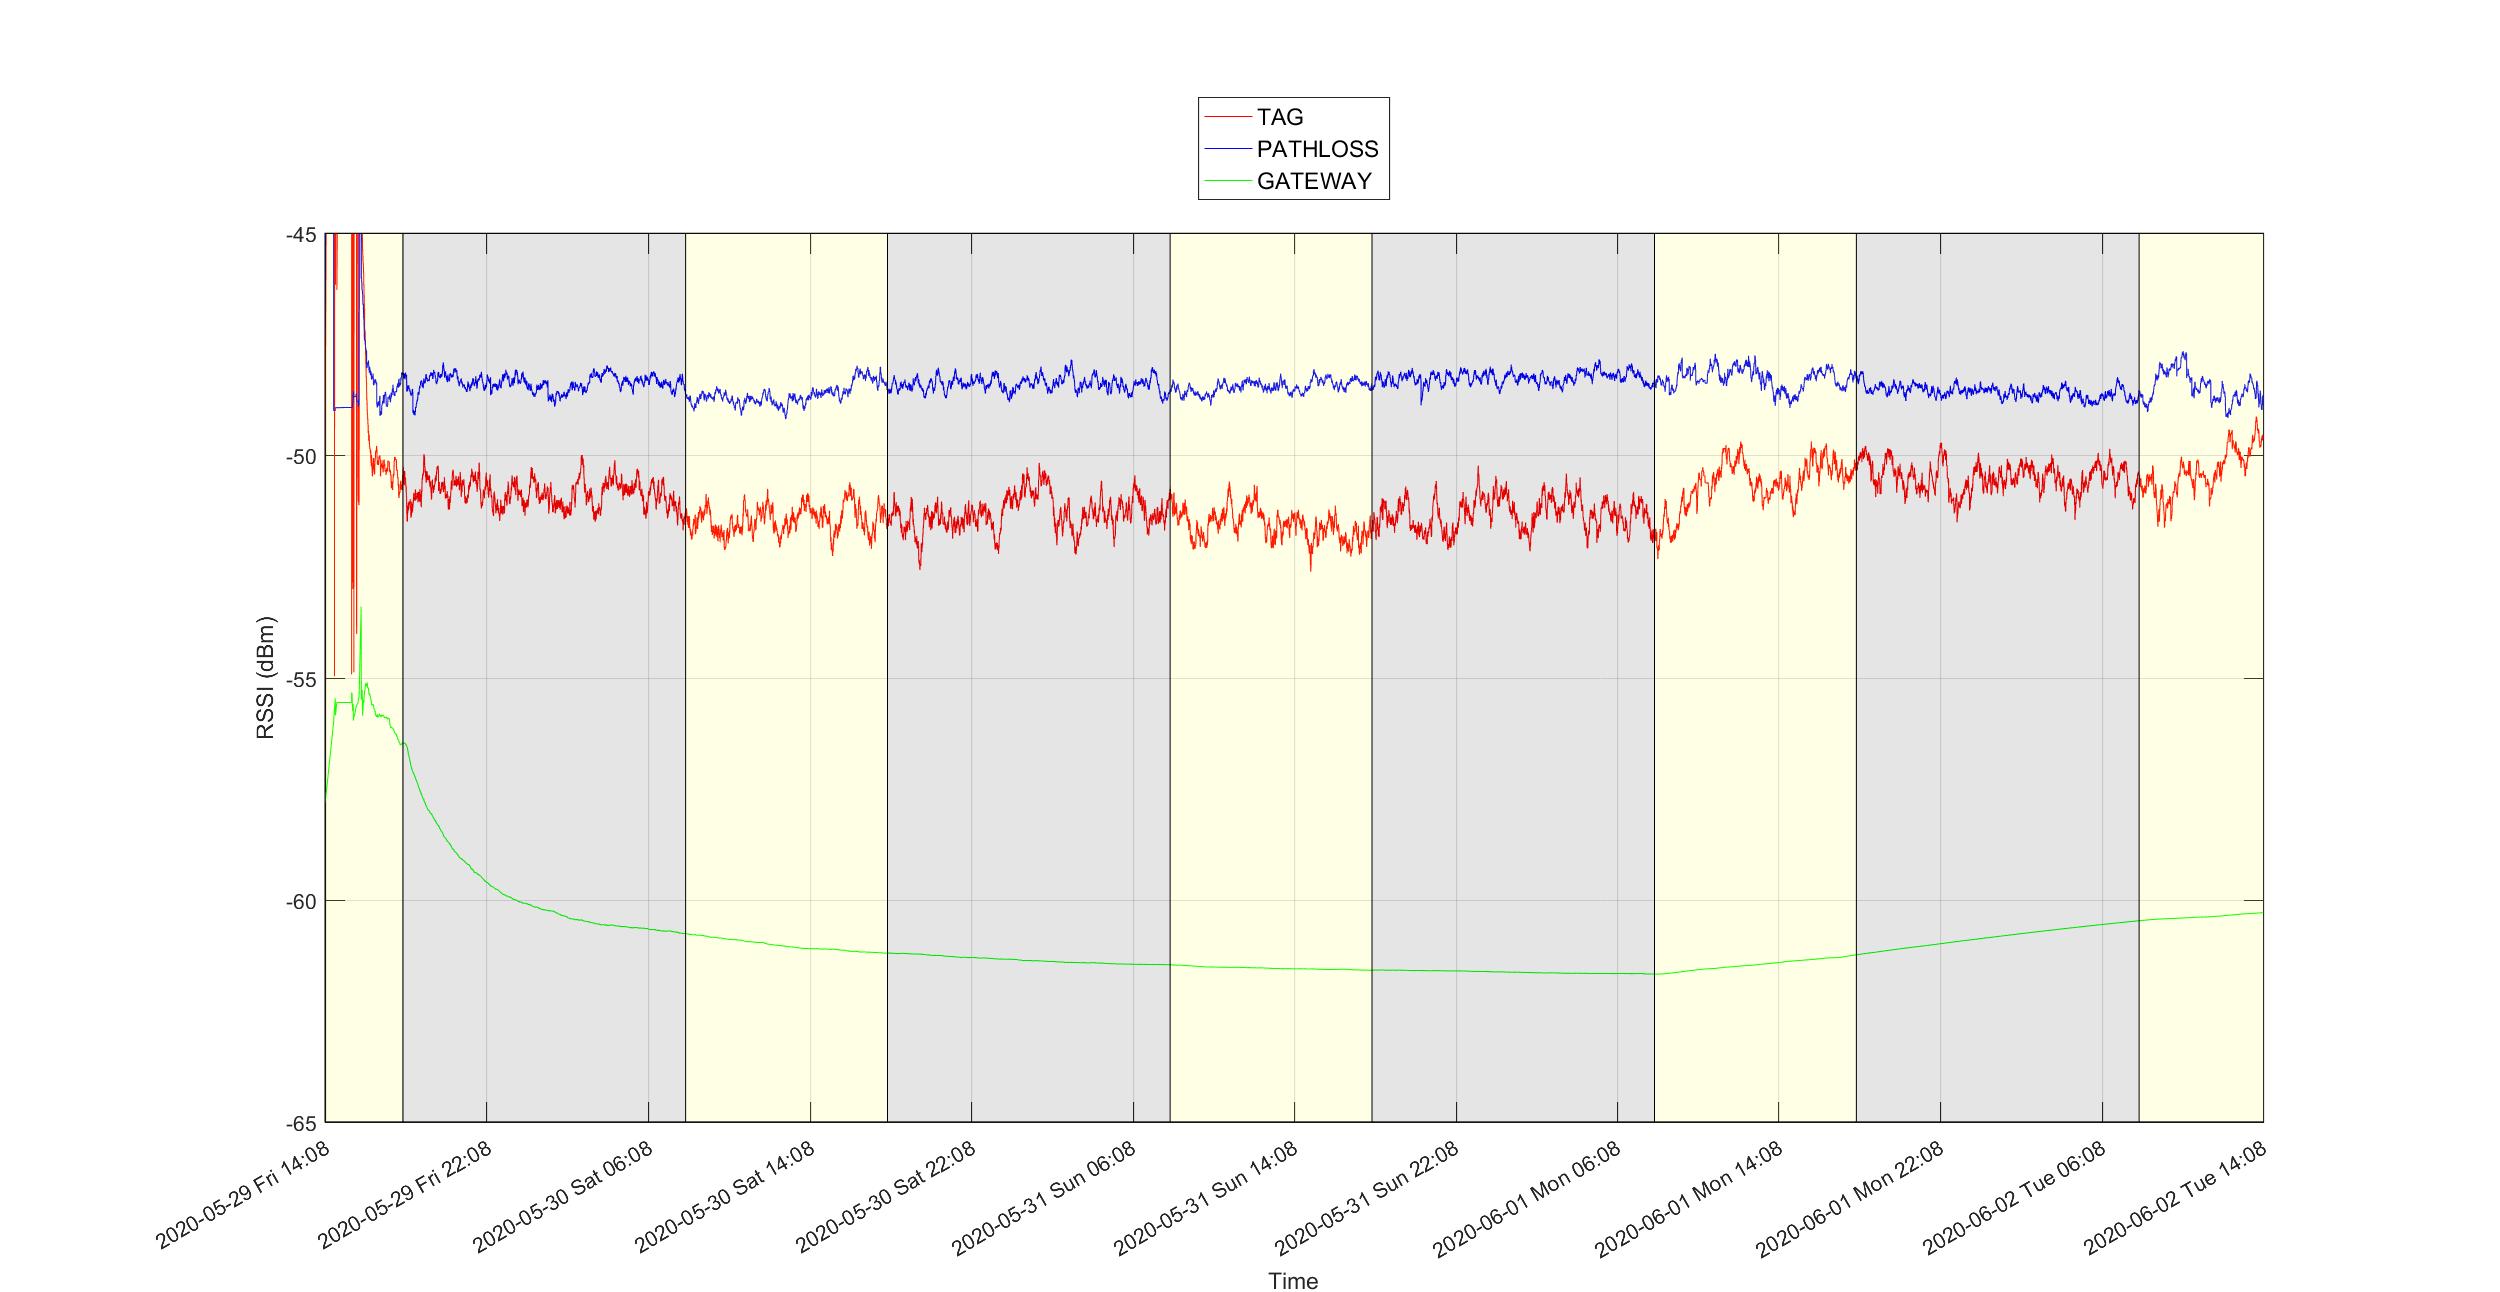 TAG
PATHLOSS
GATEWAY
-45
-50
-55
-60
-65
RSSI (dBm)
2020-05-29 Fri 14:08
2020-05-29 Fri 22:08
2020-05-30 Sat 06:08
2020-05-30 Sat 14:08
2020-05-30 Sat 22:08
2020-05-31 Sun 06:08
2020-05-31 Sun 14:08
2020-05-31 Sun 22:08
2020-06-01 Mon 06:08
2020-06-01 Mon 14:08
2020-06-01 Mon 22:08
2020-06-02 Tue 06:08
2020-06-02 Tue 14:08
Time